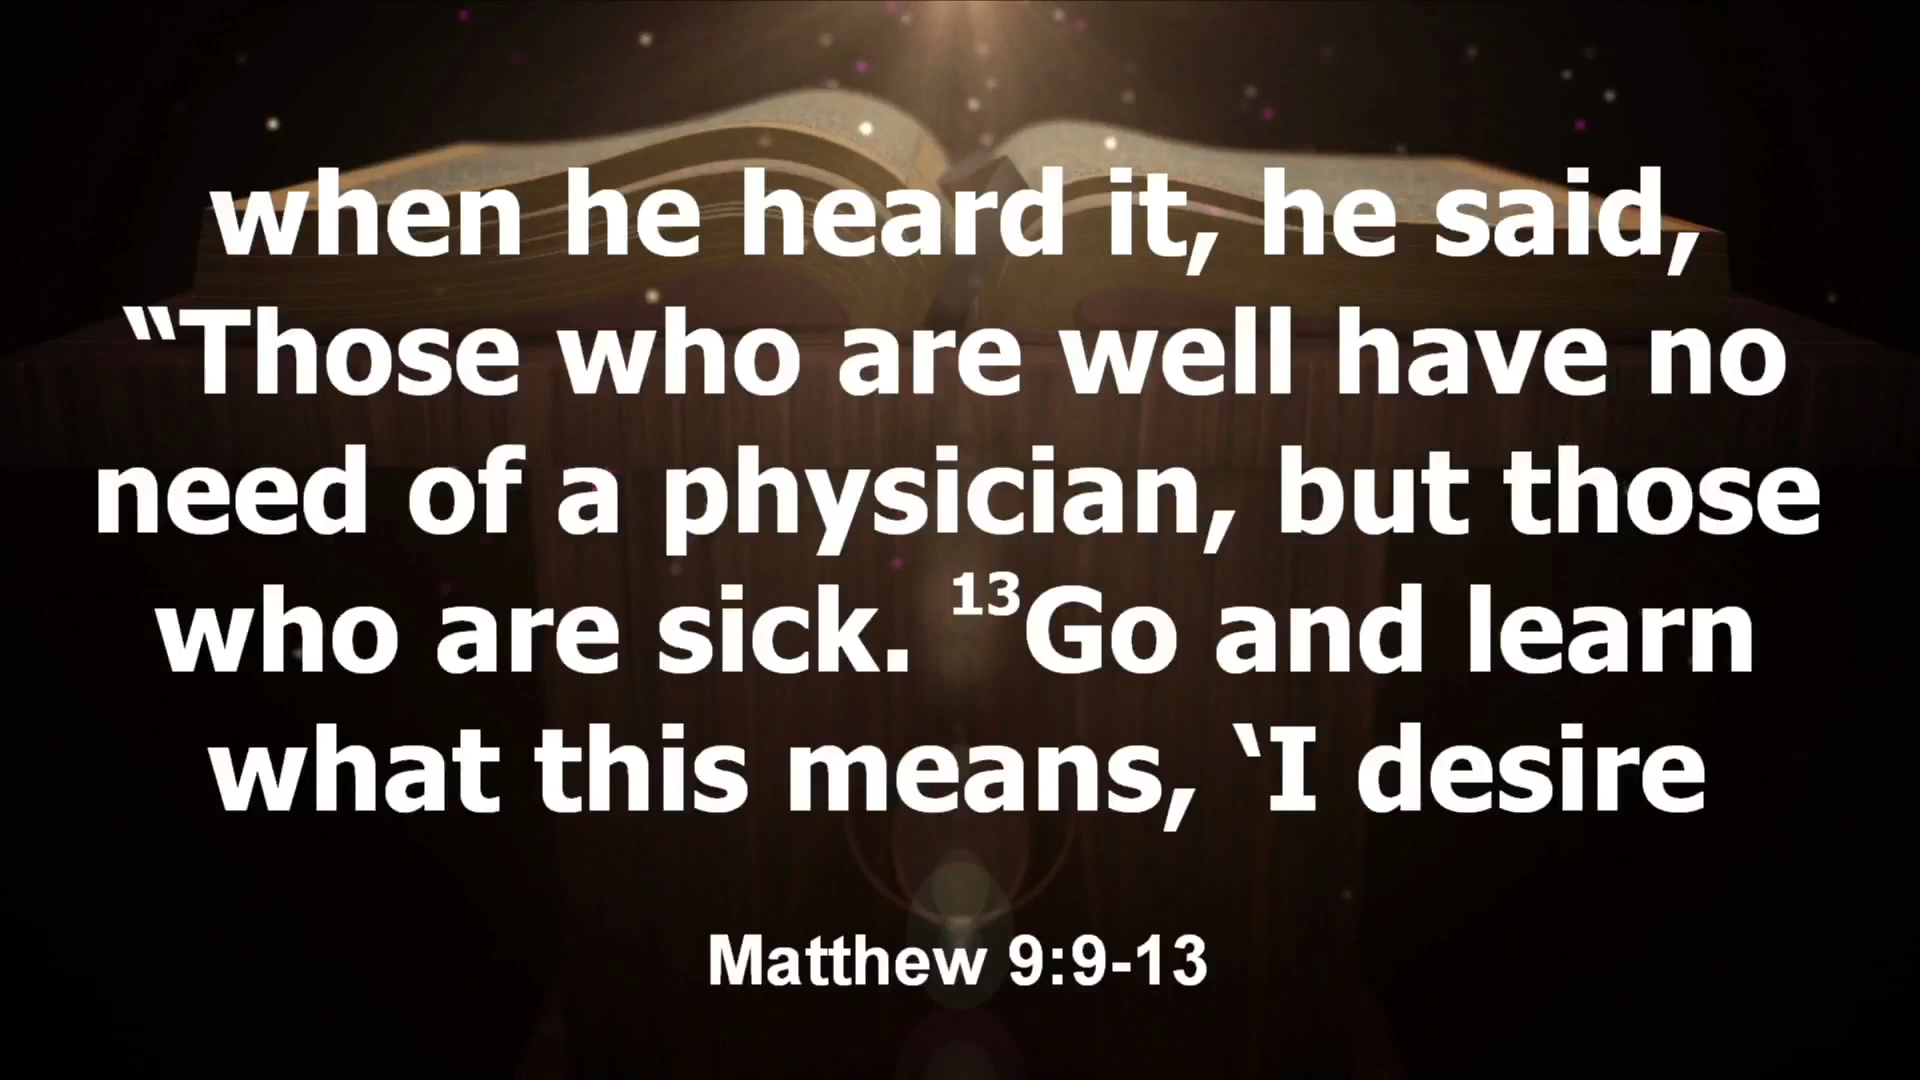 when he heard it, he said,
“Those who are well have no
need of a physician, but those
who are sick. ¹³Go and learn
what this means, ‘I desire
Matthew 9:9-13